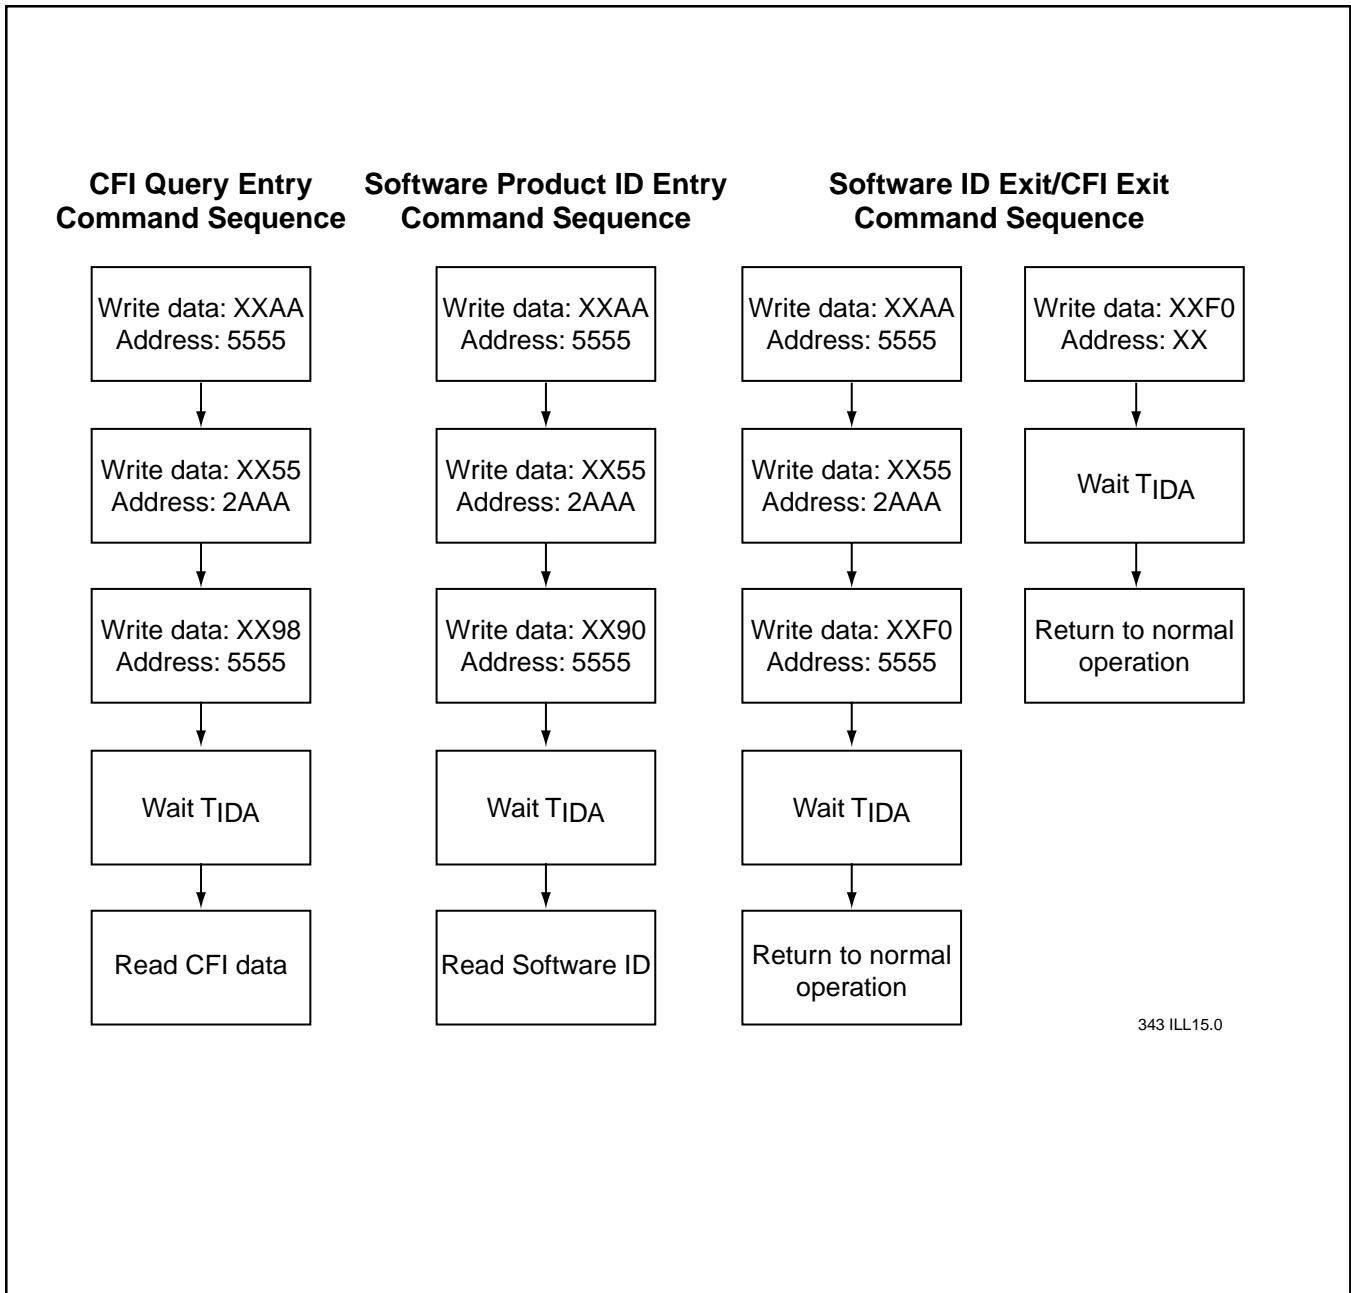 CFI Query Entry
Command Sequence
Software Product ID Entry
Command Sequence
Software ID Exit/CFI Exit
Command Sequence
Write data: XXAA
Address: 5555
Write data: XX55
Address: 2AAA
Write data: XX98
Address: 5555
Wait TIDA
Read CFI data
Write data: XXAA
Address: 5555
Write data: XX55
Address: 2AAA
Write data: XX90
Address: 5555
Wait TIDA
Read Software ID
Write data: XXAA
Address: 5555
Write data: XX55
Address: 2AAA
Write data: XXF0
Address: 5555
Wait TIDA
Return to normal
operation
Write data: XXF0
Address: XX
Wait TIDA
Return to normal
operation
343 ILL15.0